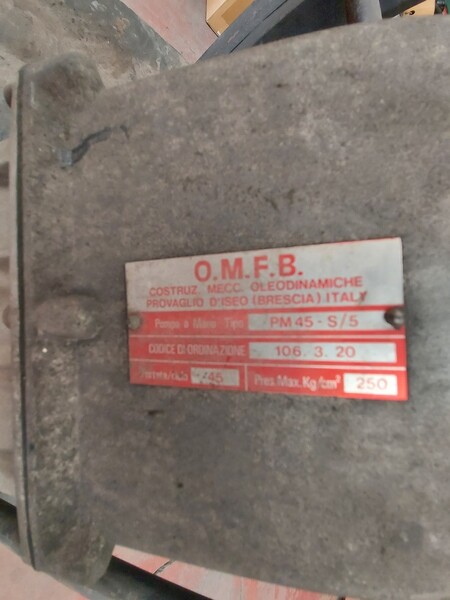 O.M.F.B.
COSTRUZ. MECC. OLEODINAMICHE
PROVAGLIO D'ISEO (BRESCIA) ITALY
Pompa a Mano Tipo PM 45 - S/5
CODICE DI ORDINAZIONE 106. 3. 20
45 Pres. Max. Kg/cm² 250